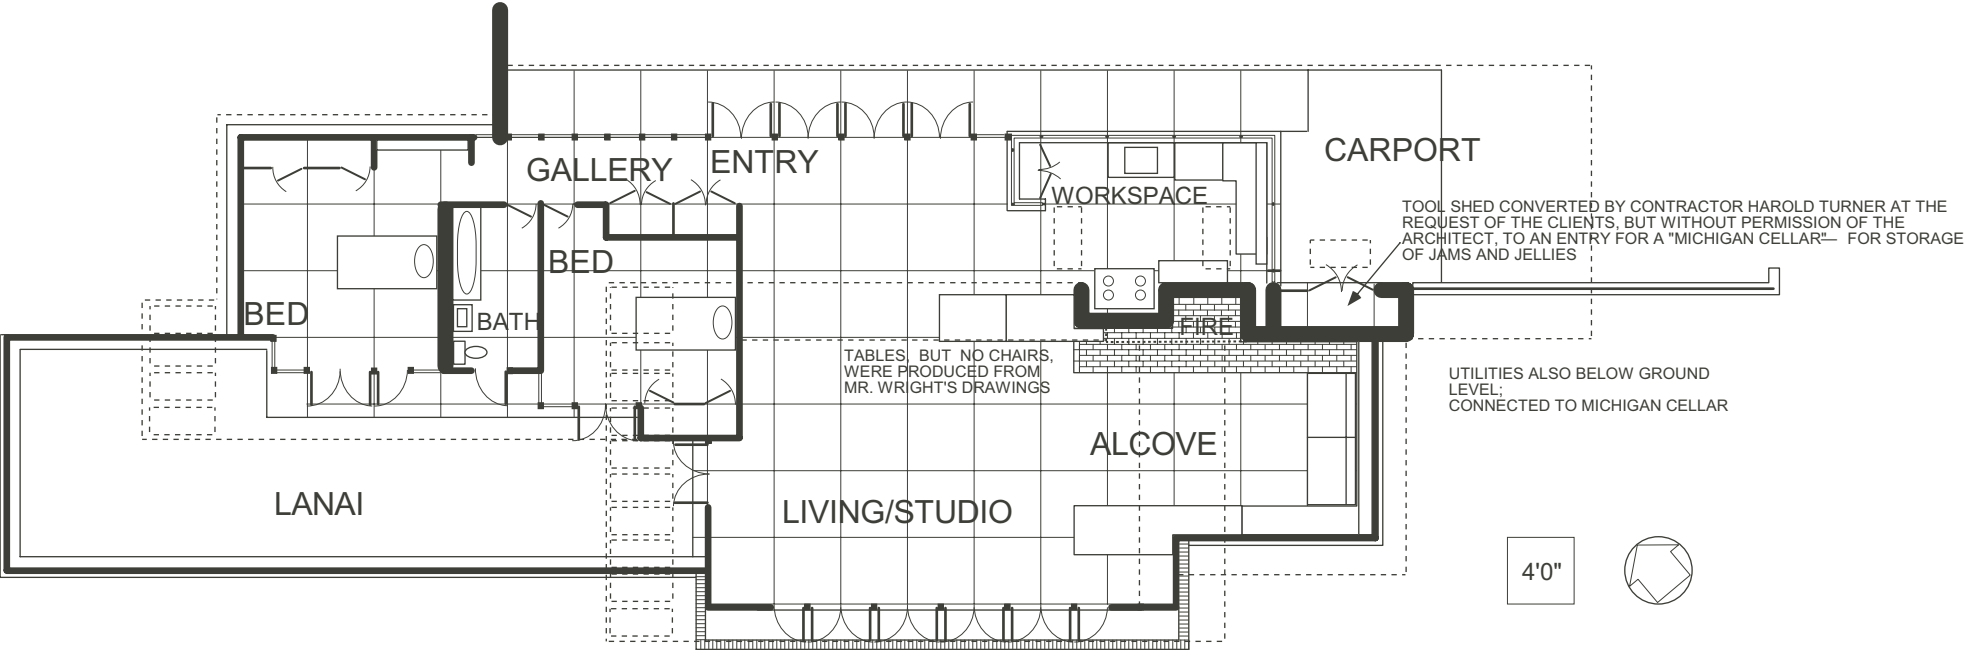 CARPORT
ENTRY
GALLERY
WORKSPACE
TOOL SHED CONVERTED BY CONTRACTOR HAROLD TURNER AT THE
REQUEST OF THE CLIENTS, BUT WITHOUT PERMISSION OF THE
ARCHITECT, TO AN ENTRY FOR A "MICHIGAN CELLAR"— FOR STORAGE
OF JAMS AND JELLIES
BED
BED
BATH
FIRE
TABLES, BUT NO CHAIRS,
WERE PRODUCED FROM
MR. WRIGHT'S DRAWINGS
UTILITIES ALSO BELOW GROUND
LEVEL;
CONNECTED TO MICHIGAN CELLAR
ALCOVE
LANAI
LIVING/STUDIO
4'0"